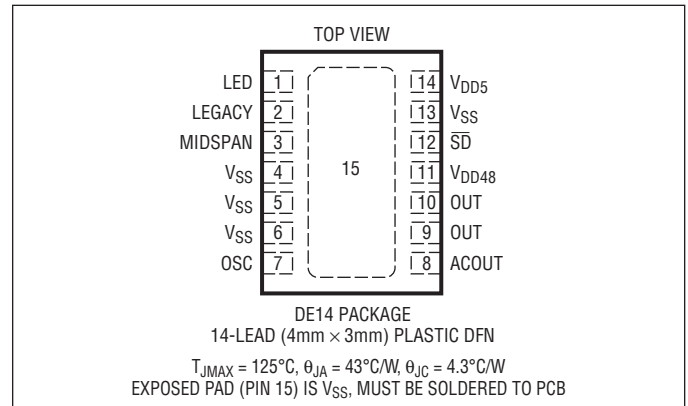 TOP VIEW
LED 1 14 VDD5
LEGACY 2 13 VSS
MIDSPAN 3 12 S̅D̅
VSS 4 15 11 VDD48
VSS 5 10 OUT
VSS 6 9 OUT
OSC 7 8 ACOUT
DE14 PACKAGE
14-LEAD (4mm × 3mm) PLASTIC DFN
TJMAX = 125°C, θJA = 43°C/W, θJC = 4.3°C/W
EXPOSED PAD (PIN 15) IS VSS, MUST BE SOLDERED TO PCB